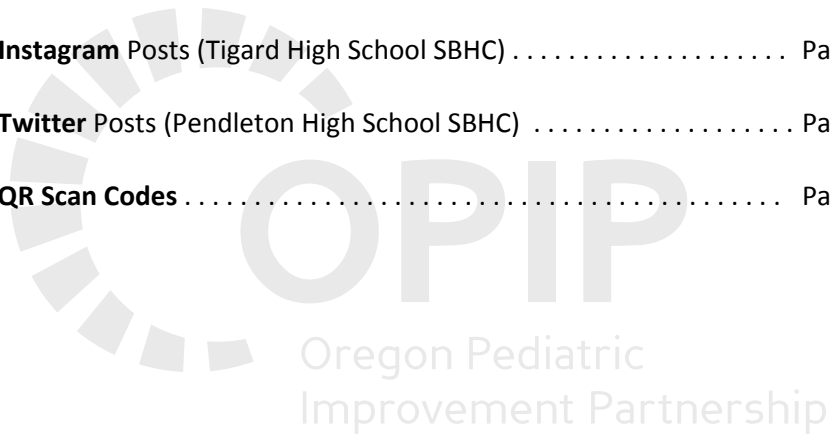 Instagram Posts (Tigard High School SBHC) . . . . . . . . . . . . . . . . . . . . Pa
Twitter Posts (Pendleton High School SBHC) . . . . . . . . . . . . . . . . . . . Pa
QR Scan Codes . . . . . . . . . . . . . . . . . . . . . . . . . . . . . . . . . . . . . . . . . . . Pa
OPIP
Oregon Pediatric
Improvement Partnership